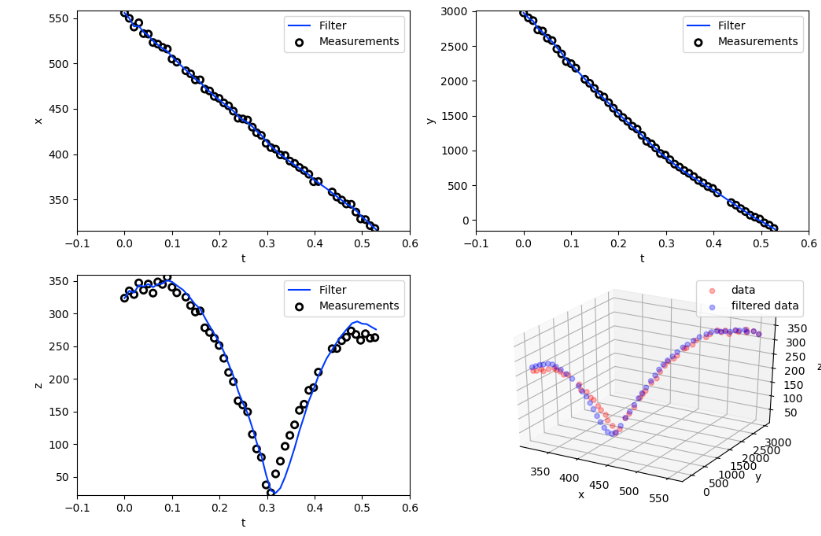 550
500
450
400
350
x
−0.1 0.0 0.1 0.2 0.3 0.4 0.5 0.6
t
Filter
Measurements
3000
2500
2000
1500
1000
500
0
y
−0.1 0.0 0.1 0.2 0.3 0.4 0.5 0.6
t
Filter
Measurements
350
300
250
200
150
100
50
z
−0.1 0.0 0.1 0.2 0.3 0.4 0.5 0.6
t
Filter
Measurements
data
filtered data
350
300
250
200
150
100
50
z
3000
2500
2000
1500
1000
500
0
y
350 400 450 500 550
x